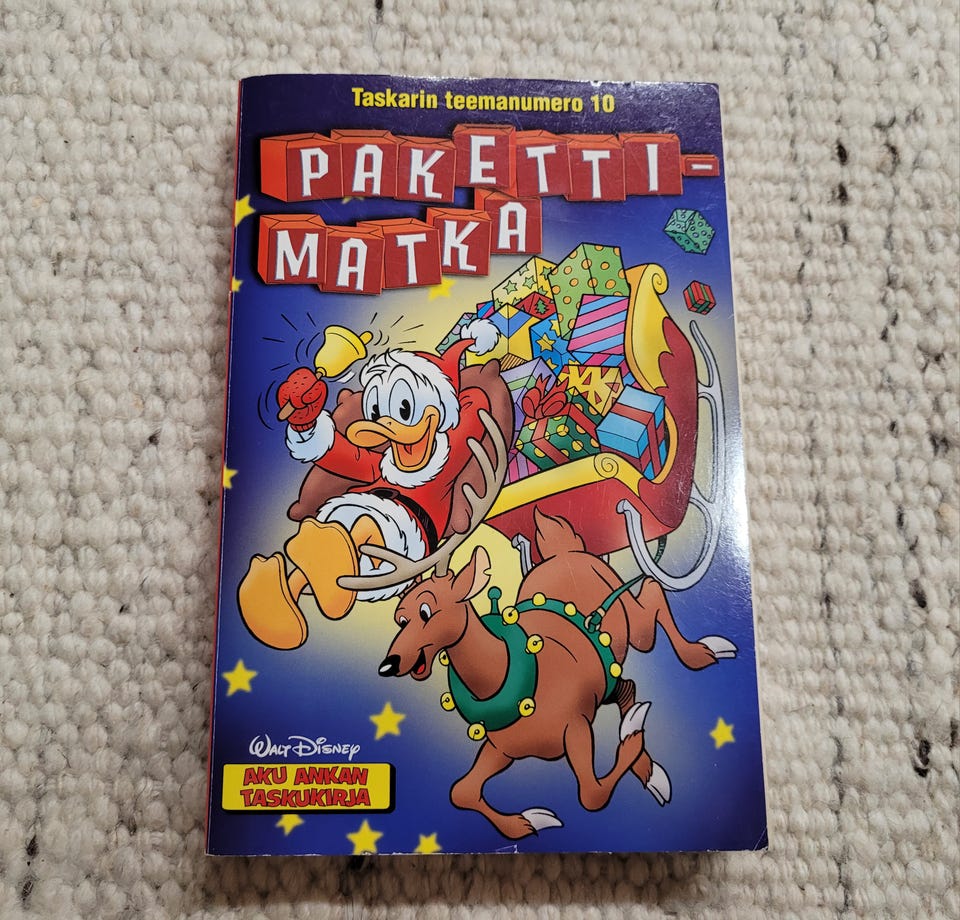 Taskarin teemanumero 10
PAKETTI-
MATKA
WALT DISNEY
AKU ANKAN
TASKUKIRJA